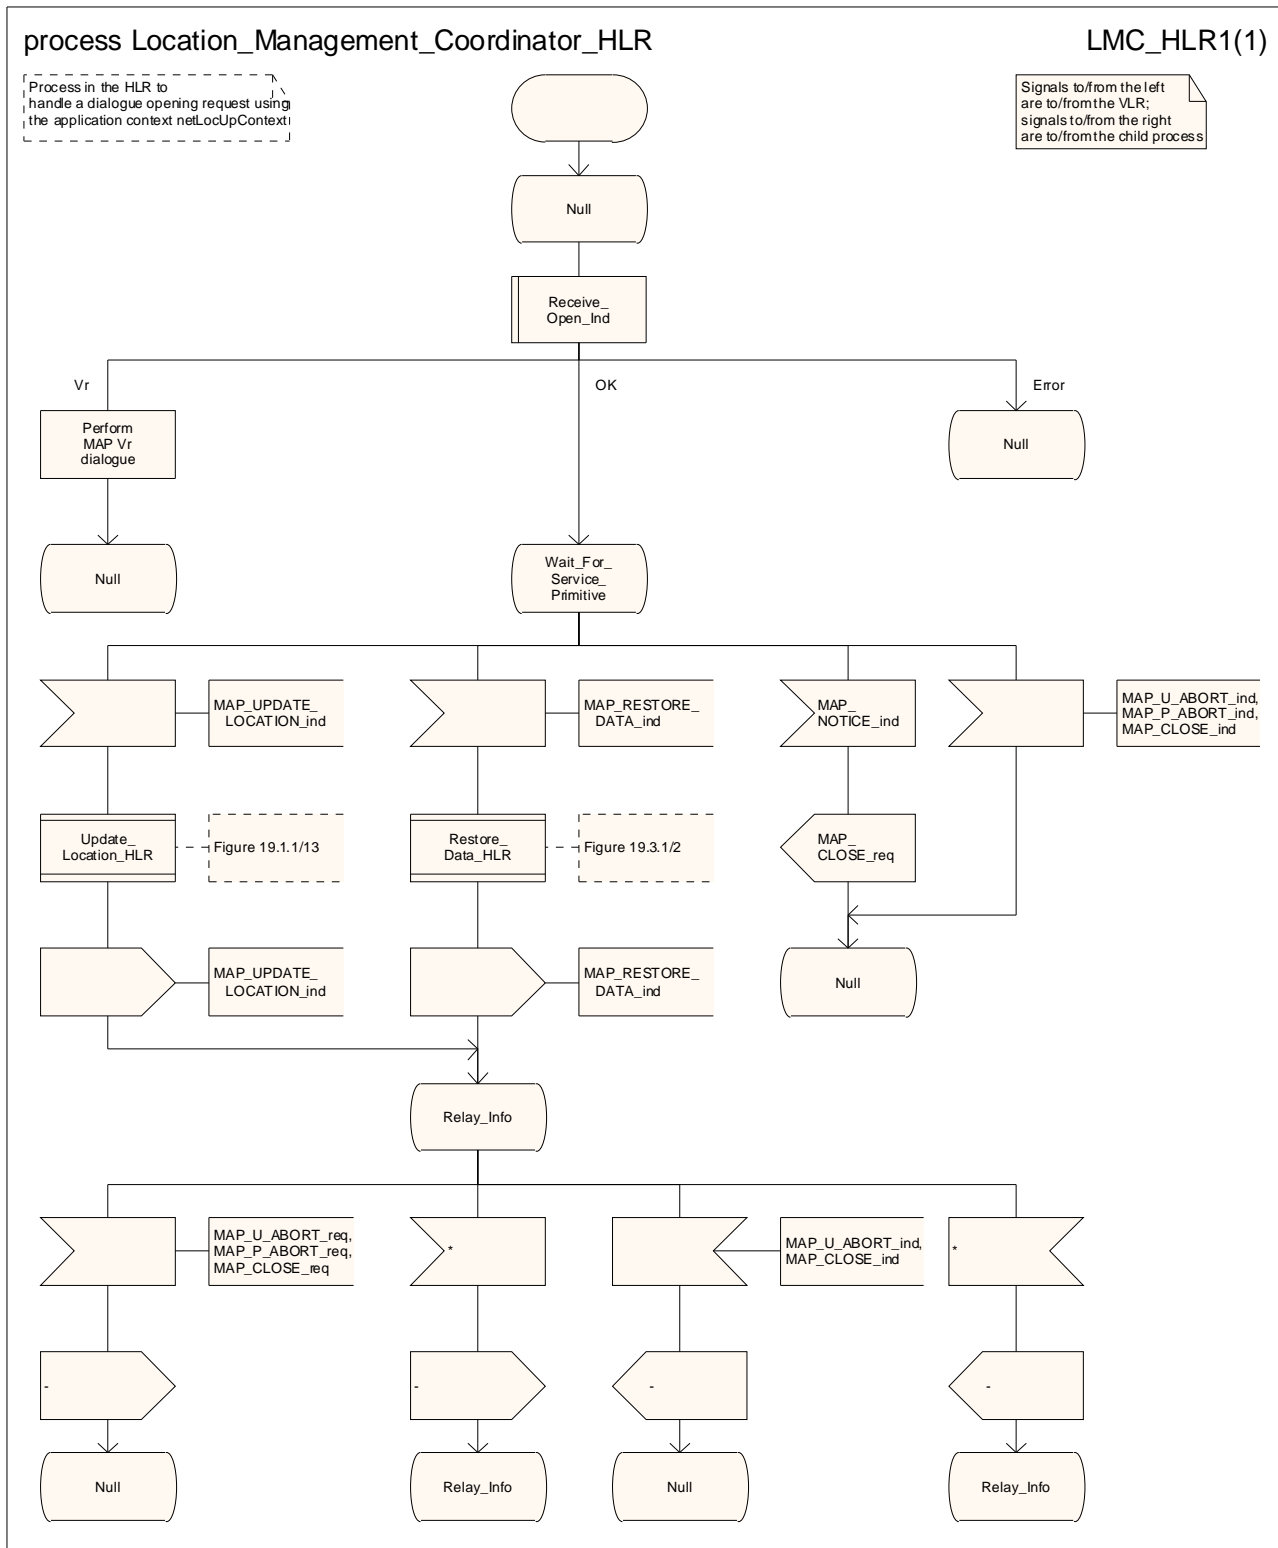 process Location_Management_Coordinator_HLR
LMC_HLR1(1)
Process in the HLR to
handle a dialogue opening request using
the application context netLocUpContext
Signals to/from the left
are to/from the VLR;
signals to/from the right
are to/from the child process
Null
Receive_
Open_Ind
Vr
OK
Error
Perform
MAP Vr
dialogue
Null
Null
Wait_For_
Service_
Primitive
Null
MAP_UPDATE_
LOCATION_ind
MAP_RESTORE_
DATA_ind
MAP_
NOTICE_ind
MAP_U_ABORT_ind,
MAP_P_ABORT_ind,
MAP_CLOSE_ind
Update_
Location_HLR
Figure 19.1.1/13
Restore_
Data_HLR
Figure 19.3.1/2
MAP_
CLOSE_req
MAP_UPDATE_
LOCATION_ind
MAP_RESTORE_
DATA_ind
Null
Relay_Info
MAP_U_ABORT_req,
MAP_P_ABORT_req,
MAP_CLOSE_req
*
MAP_U_ABORT_ind,
MAP_CLOSE_ind
*
-
-
-
-
Null
Relay_Info
Null
Relay_Info